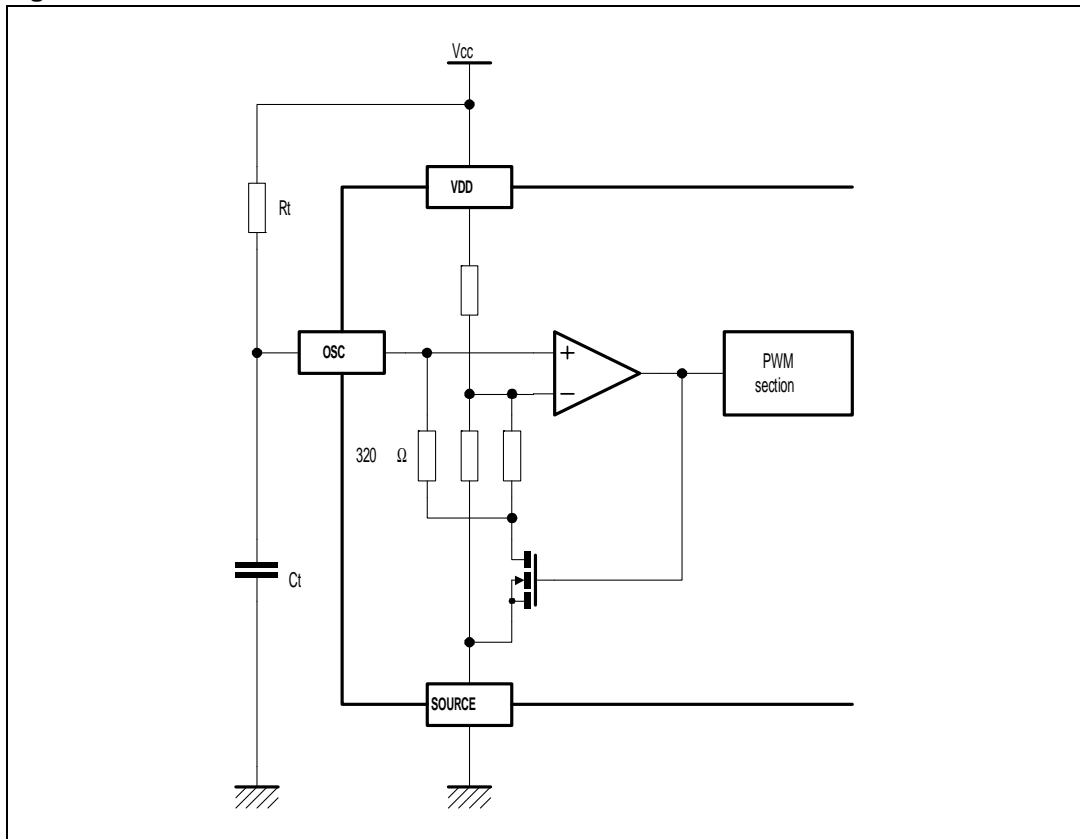 Vcc
VDD
Rt
OSC
+
PWM
section
−
320 Ω
Ct
SOURCE